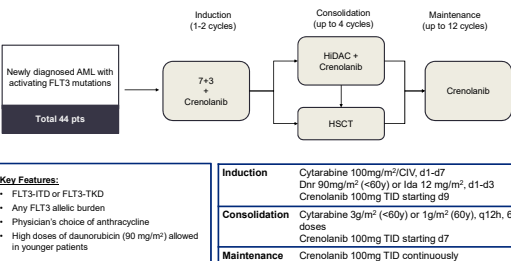 Induction
(1-2 cycles)
Consolidation
(up to 4 cycles)
Maintenance
(up to 12 cycles)
Newly diagnosed AML with
activating FLT3 mutations
Total 44 pts
7+3
+
Crenolanib
HiDAC +
Crenolanib
HSCT
Crenolanib
Key Features:
• FLT3-ITD or FLT3-TKD
• Any FLT3 allelic burden
• Physician's choice of anthracycline
• High doses of daunorubicin (90 mg/m²) allowed
in younger patients
Induction Cytarabine 100mg/m²/CIV, d1-d7
Dnr 90mg/m² (<60y) or Ida 12 mg/m², d1-d3
Crenolanib 100mg TID starting d9
Consolidation Cytarabine 3g/m² (<60y) or 1g/m² (60y), q12h, 6
doses
Crenolanib 100mg TID starting d7
Maintenance Crenolanib 100mg TID continuously